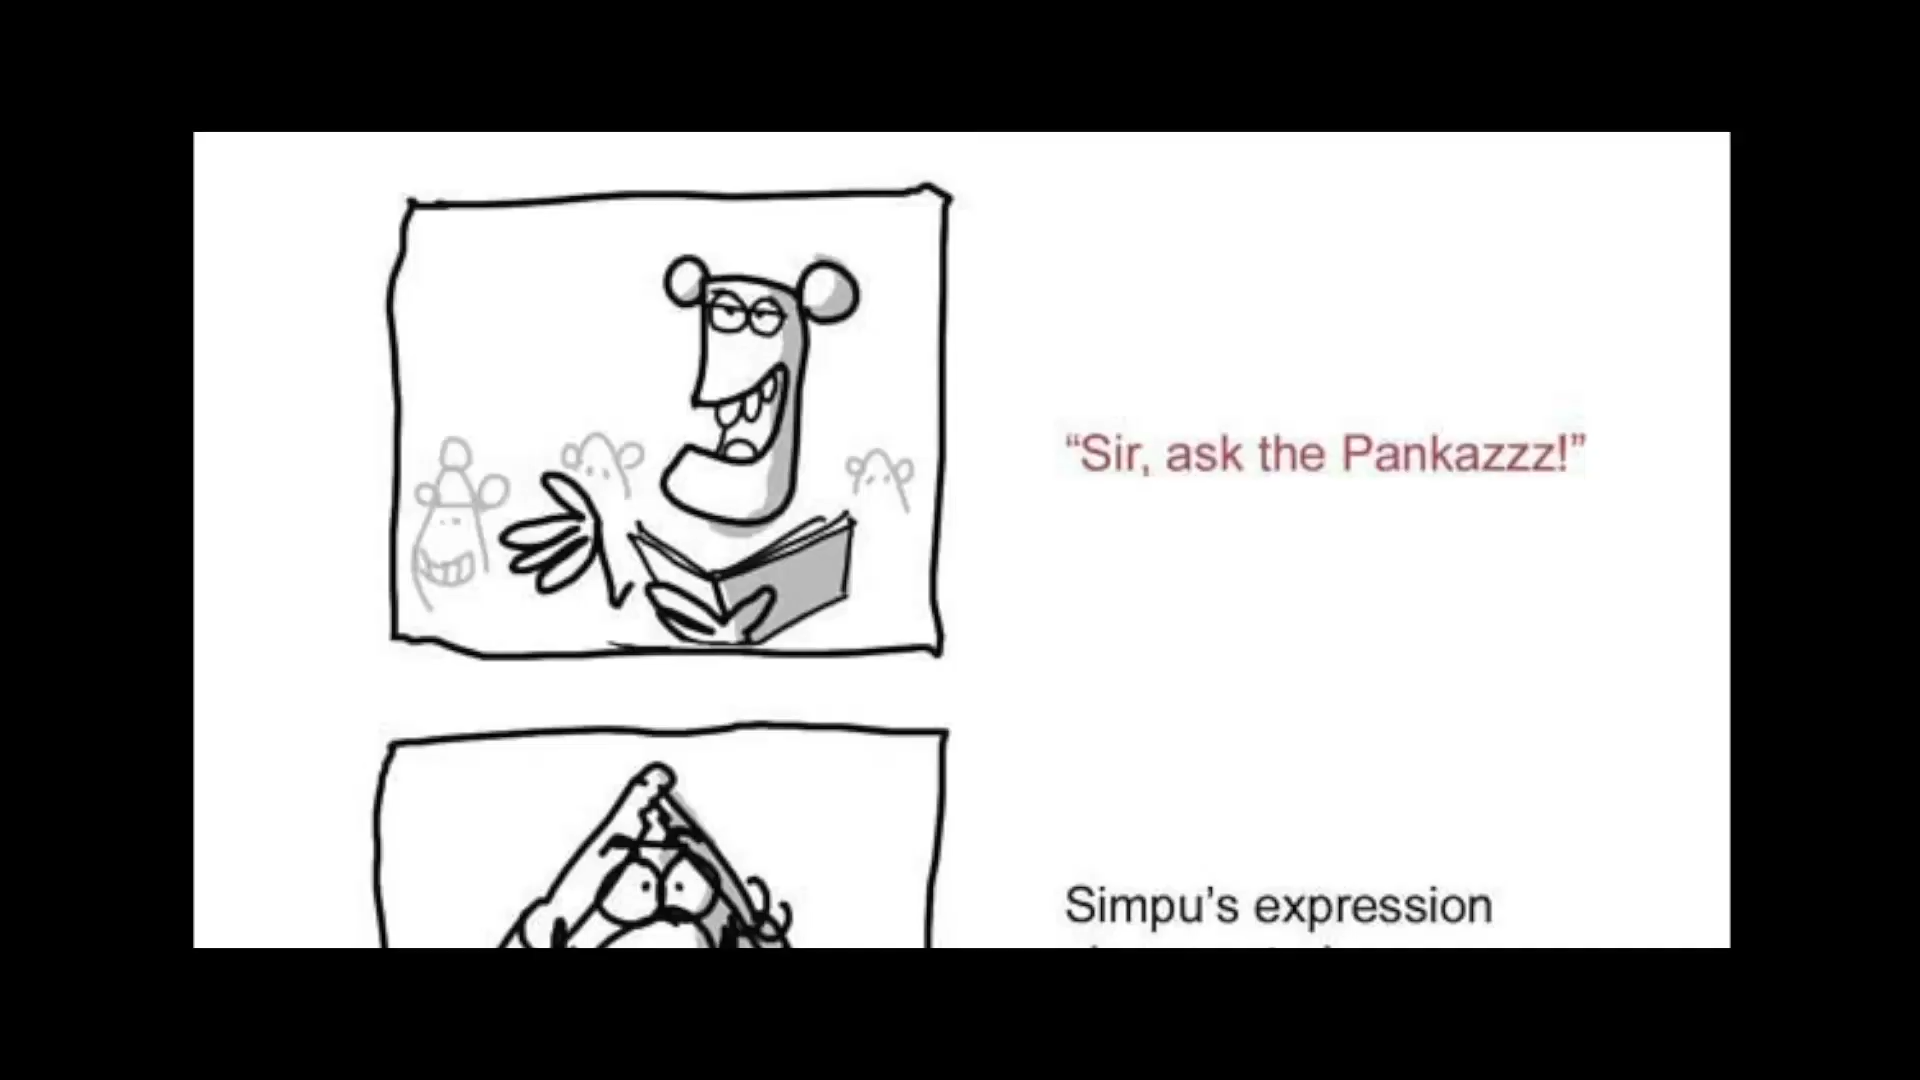 “Sir, ask the Pankazzz!”
Simpu’s expression